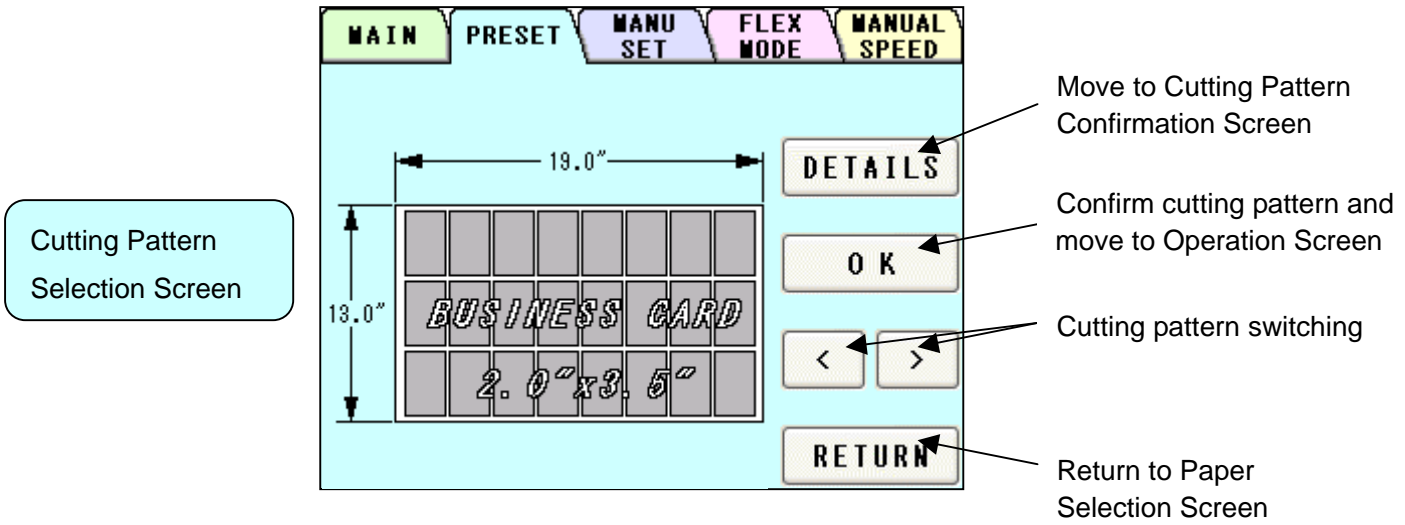 MAIN
PRESET
MANU
SET
FLEX
MODE
MANUAL
SPEED
Cutting Pattern
Selection Screen
19.0″
13.0″
BUSINESS CARD
2.0″x3.5″
DETAILS
OK
<
>
RETURN
Move to Cutting Pattern
Confirmation Screen
Confirm cutting pattern and
move to Operation Screen
Cutting pattern switching
Return to Paper
Selection Screen